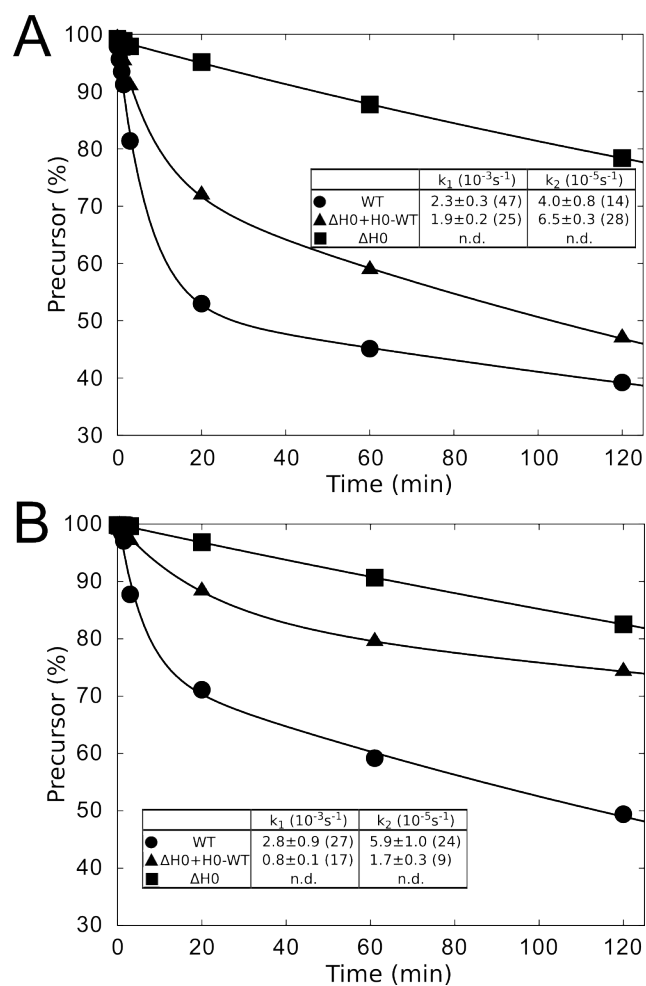 A
100
90
80
70
60
50
40
30
Precursor (%)
k1 (10-3s-1) k2 (10-5s-1)
WT 2.3±0.3 (47) 4.0±0.8 (14)
ΔH0+H0-WT 1.9±0.2 (25) 6.5±0.3 (28)
ΔH0 n.d. n.d.
0 20 40 60 80 100 120
Time (min)
B
100
90
80
70
60
50
40
30
Precursor (%)
k1 (10-3s-1) k2 (10-5s-1)
WT 2.8±0.9 (27) 5.9±1.0 (24)
ΔH0+H0-WT 0.8±0.1 (17) 1.7±0.3 (9)
ΔH0 n.d. n.d.
0 20 40 60 80 100 120
Time (min)